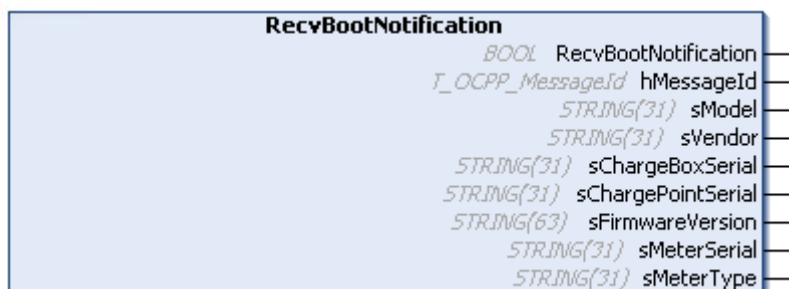 RecvBootNotification
BOOL RecvBootNotification
T_OCPP_MessageId hMessageId
STRING(31) sModel
STRING(31) sVendor
STRING(31) sChargeBoxSerial
STRING(31) sChargePointSerial
STRING(63) sFirmwareVersion
STRING(31) sMeterSerial
STRING(31) sMeterType